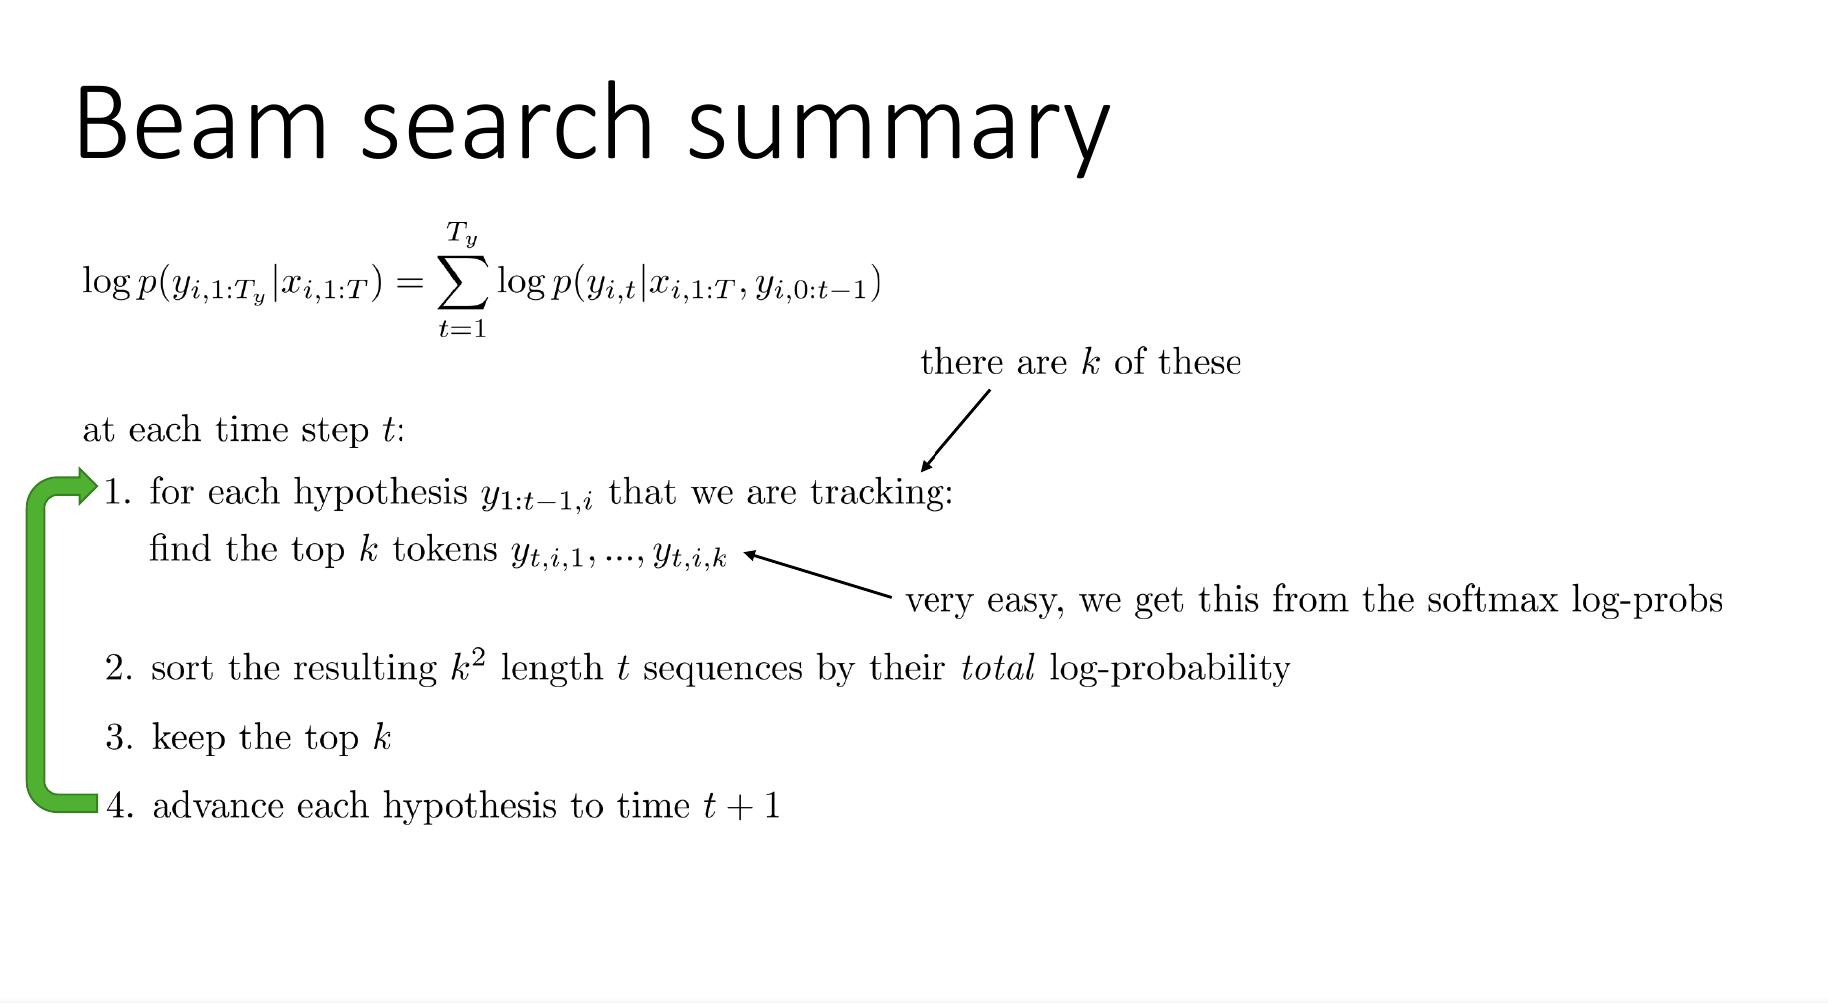 Beam search summary
$\log p(y_{i,1:T_y}|x_{i,1:T}) = \sum_{t=1}^{T_y} \log p(y_{i,t}|x_{i,1:T}, y_{i,0:t-1})$
there are $k$ of these
at each time step $t$:
1. for each hypothesis $y_{1:t-1,i}$ that we are tracking:
find the top $k$ tokens $y_{t,i,1}, ..., y_{t,i,k}$
very easy, we get this from the softmax log-probs
2. sort the resulting $k^2$ length $t$ sequences by their total log-probability
3. keep the top $k$
4. advance each hypothesis to time $t + 1$